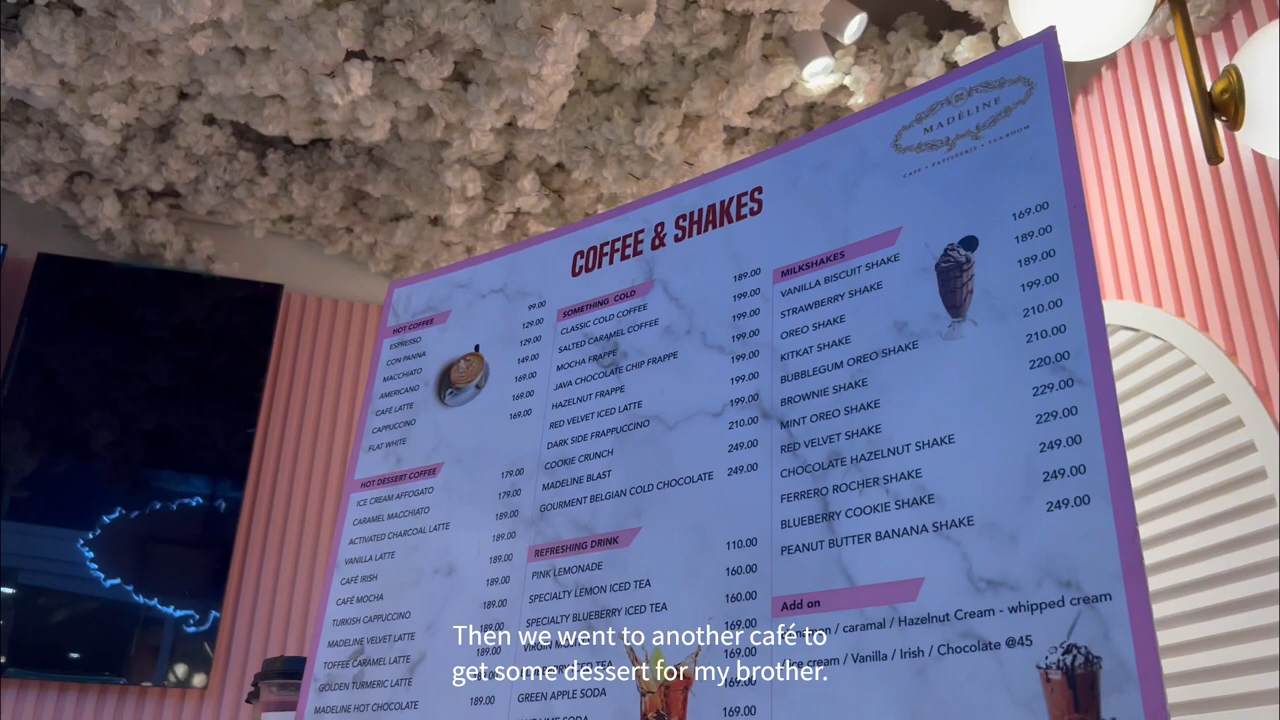 MADÉLINE
CAFÉ • PATISSERIE • TEA ROOM
COFFEE & SHAKES
HOT COFFEE
ESPRESSO 99.00
CON PANNA 129.00
MACCHIATO 129.00
AMERICANO 149.00
CAFÉ LATTE 169.00
CAPPUCCINO 169.00
FLAT WHITE 169.00
HOT DESSERT COFFEE
ICE CREAM AFFOGATO 179.00
CARAMEL MACCHIATO 179.00
ACTIVATED CHARCOAL LATTE 189.00
VANILLA LATTE 189.00
CAFÉ IRISH 189.00
CAFÉ MOCHA 189.00
TURKISH CAPPUCCINO 189.00
MADELINE VELVET LATTE 189.00
TOFFEE CARAMEL LATTE 189.00
GOLDEN TURMERIC LATTE
MADELINE HOT CHOCOLATE 189.00
SOMETHING COLD
CLASSIC COLD COFFEE 189.00
SALTED CARAMEL COFFEE 199.00
MOCHA FRAPPE 199.00
JAVA CHOCOLATE CHIP FRAPPE 199.00
HAZELNUT FRAPPE 199.00
RED VELVET ICED LATTE 199.00
DARK SIDE FRAPPUCCINO 199.00
COOKIE CRUNCH 210.00
MADELINE BLAST 249.00
GOURMENT BELGIAN COLD CHOCOLATE 249.00
REFRESHING DRINK
PINK LEMONADE 110.00
SPECIALTY LEMON ICED TEA 160.00
SPECIALTY BLUEBERRY ICED TEA 160.00
VIRGIN 169.00
ICED TEA 169.00
GREEN APPLE SODA 169.00
SODA 169.00
MILKSHAKES
VANILLA BISCUIT SHAKE 169.00
STRAWBERRY SHAKE 189.00
OREO SHAKE 189.00
KITKAT SHAKE 199.00
BUBBLEGUM OREO SHAKE 210.00
BROWNIE SHAKE 210.00
MINT OREO SHAKE 220.00
RED VELVET SHAKE 229.00
CHOCOLATE HAZELNUT SHAKE 229.00
FERRERO ROCHER SHAKE 249.00
BLUEBERRY COOKIE SHAKE 249.00
PEANUT BUTTER BANANA SHAKE 249.00
Add on
/ caramal / Hazelnut Cream - whipped cream
Ice cream / Vanilla / Irish / Chocolate @45
Then we went to another café to
get some dessert for my brother.